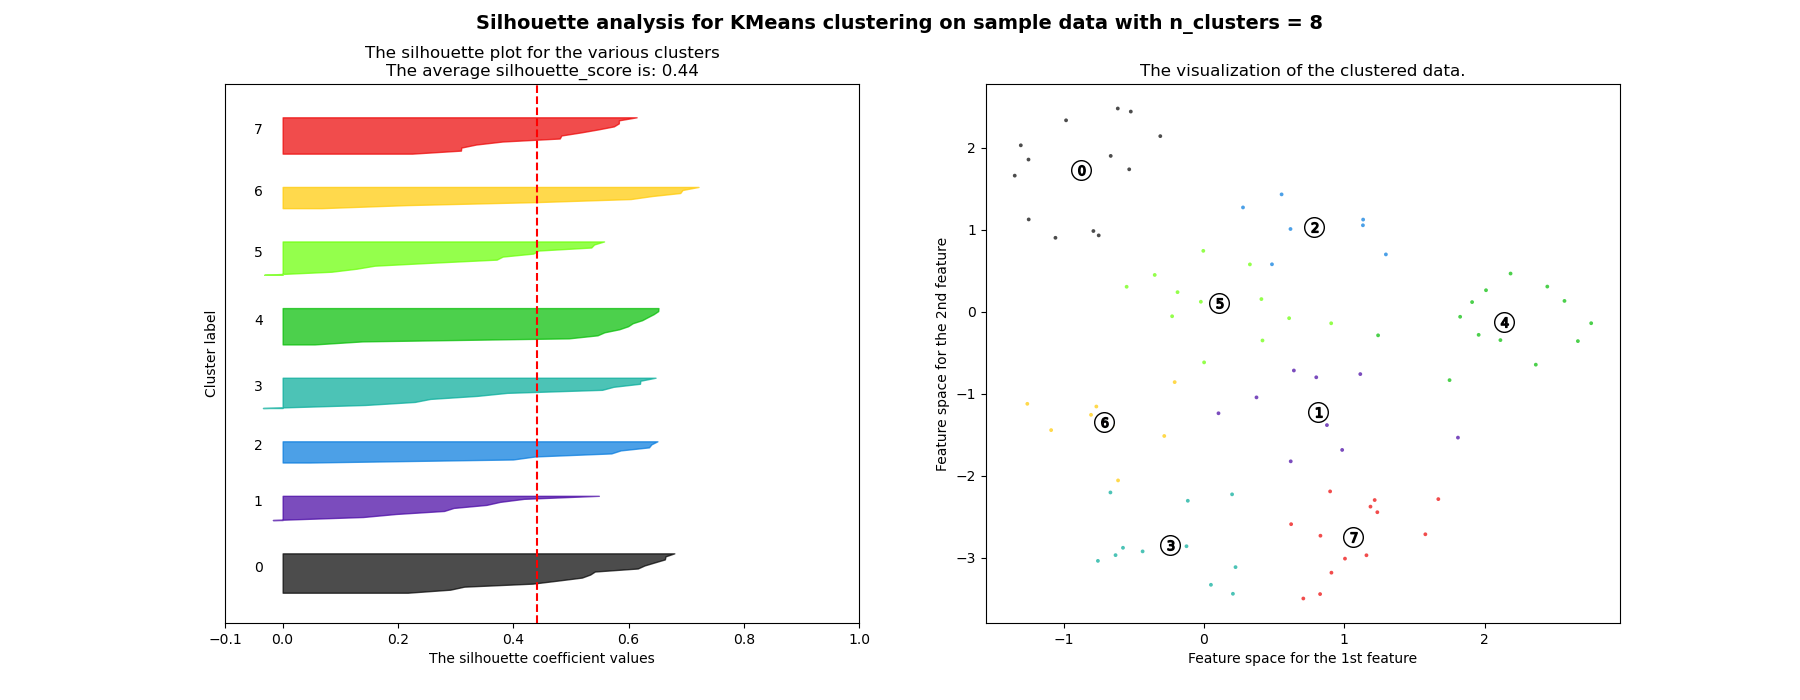 Silhouette analysis for KMeans clustering on sample data with n_clusters = 8
The silhouette plot for the various clusters
The average silhouette_score is: 0.44
7
6
5
4
3
2
1
0
Cluster label
−0.1 0.0 0.2 0.4 0.6 0.8 1.0
The silhouette coefficient values
The visualization of the clustered data.
2
1
0
−1
−2
−3
Feature space for the 2nd feature
0
2
5
4
1
6
3
7
−1 0 1 2
Feature space for the 1st feature